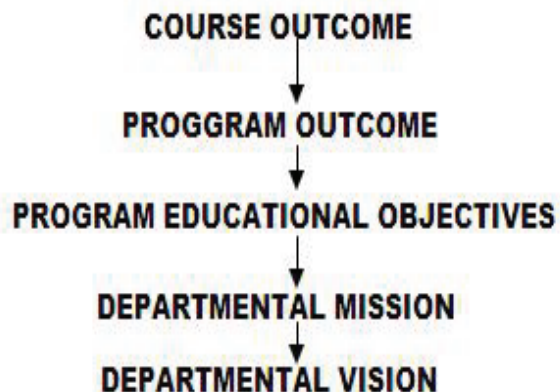 COURSE OUTCOME
PROGGRAM OUTCOME
PROGRAM EDUCATIONAL OBJECTIVES
DEPARTMENTAL MISSION
DEPARTMENTAL VISION